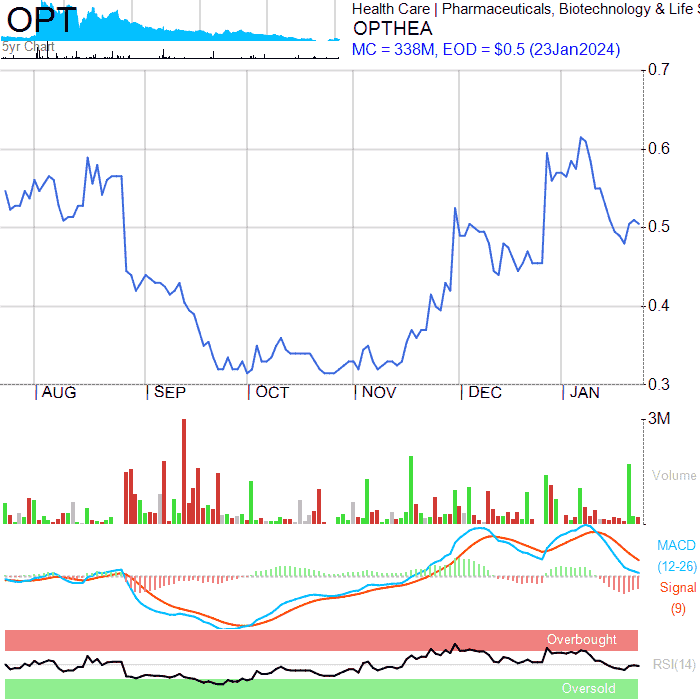 OPT
5yr Chart
Health Care | Pharmaceuticals, Biotechnology & Life S
OPTHEA
MC = 338M, EOD = $0.5 (23Jan2024)
0.7
0.6
0.5
0.4
0.3
AUG SEP OCT NOV DEC JAN
3M
Volume
MACD
(12-26)
Signal
(9)
Overbought
RSI(14)
Oversold